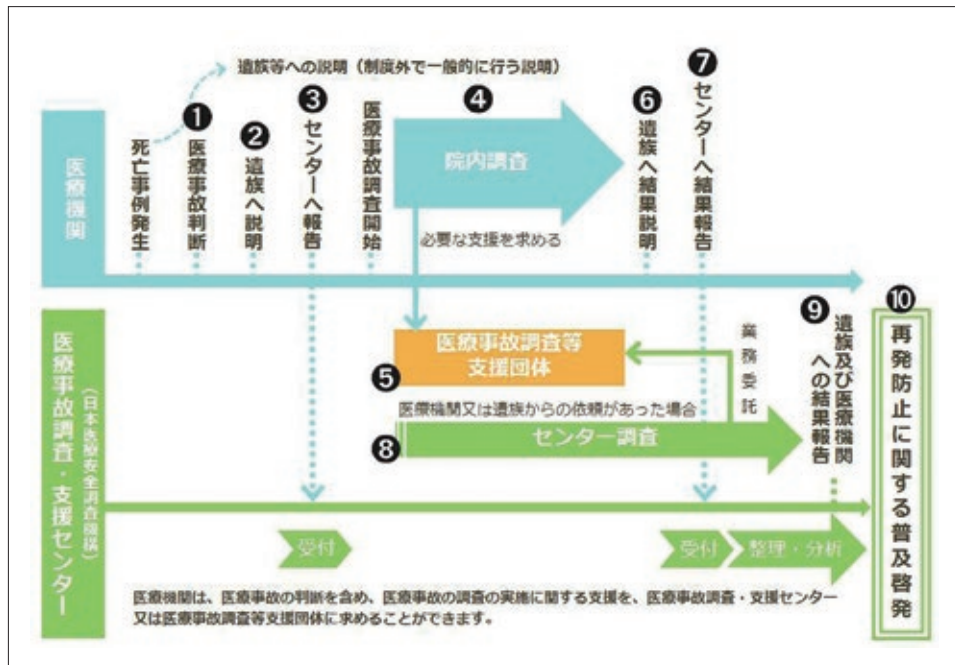 遺族等への説明（制度外で一般的に行う説明）
医療機関
死亡事例発生
❶
医療事故判断
❷
遺族へ説明
❸
センターへ報告
医療事故調査開始
❹
院内調査
必要な支援を求める
❻
遺族へ結果説明
❼
センターへ結果報告
医療事故調査・支援センター
（日本医療安全調査機構）
❺
医療事故調査等
支援団体
業務委託
医療機関又は遺族からの依頼があった場合
❽
センター調査
❾
遺族及び医療機関
への結果報告
❿
再発防止に関する普及啓発
受付
受付
整理・分析
医療機関は、医療事故の判断を含め、医療事故の調査の実施に関する支援を、医療事故調査・支援センター
又は医療事故調査等支援団体に求めることができます。